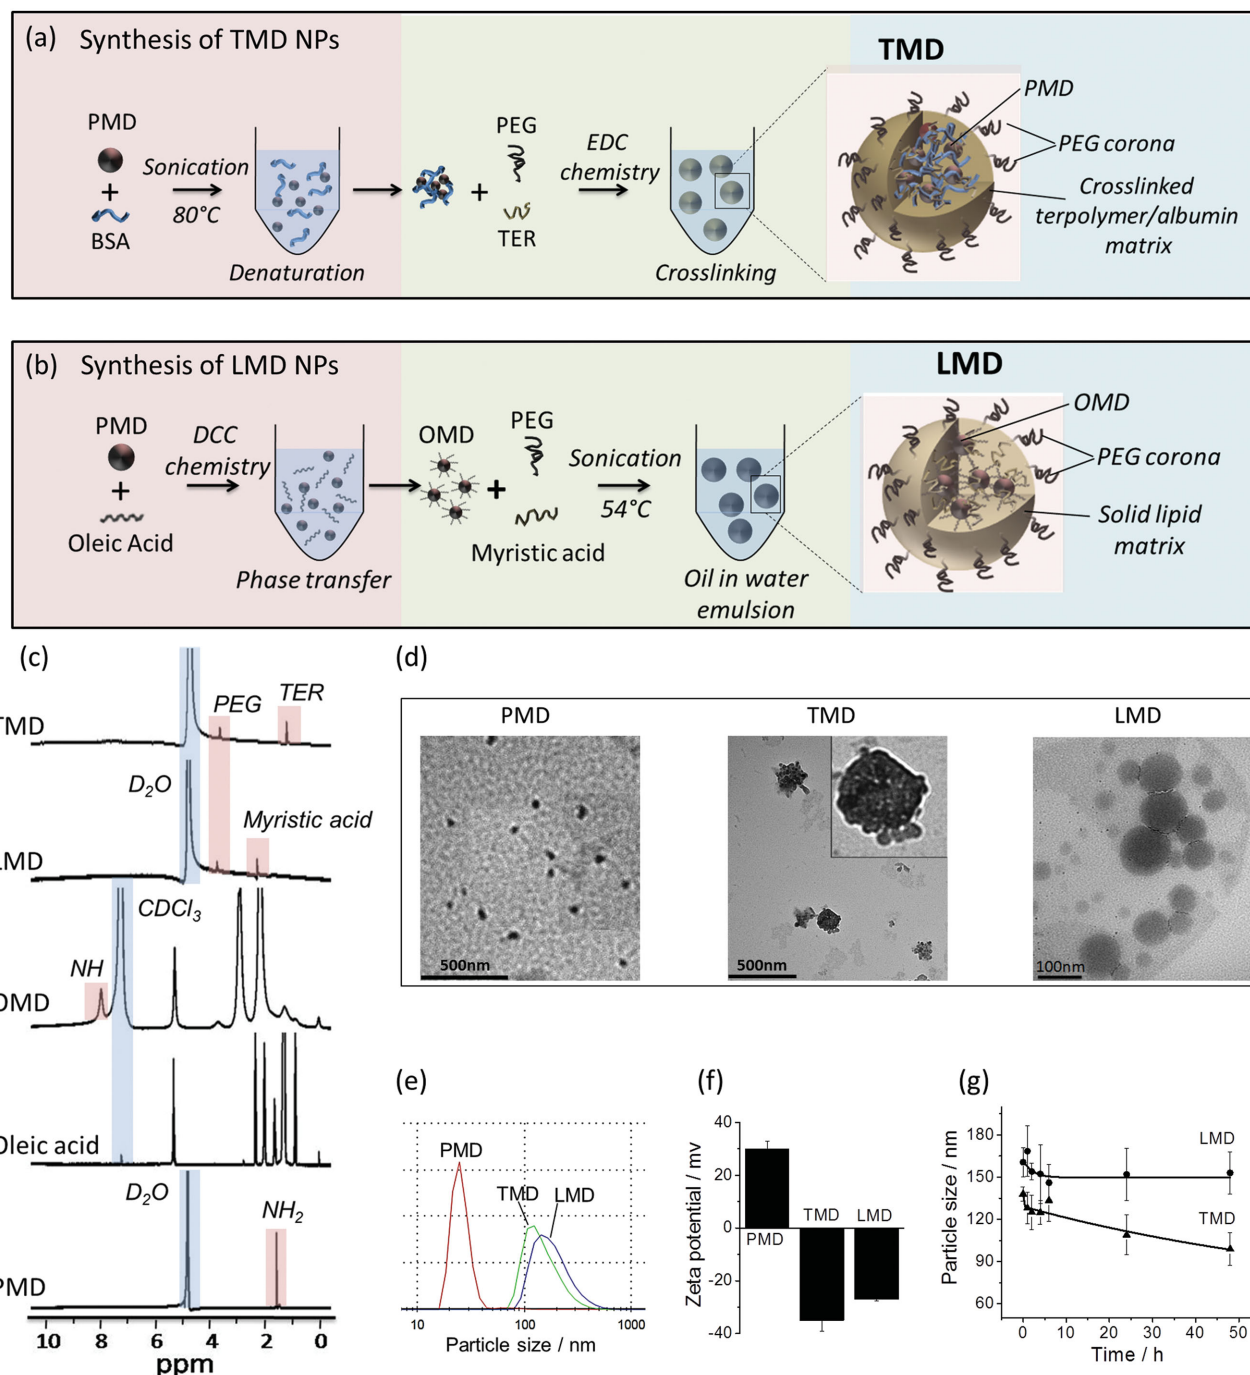 (a) Synthesis of TMD NPs
TMD
PMD
+
BSA
Sonication
80°C
Denaturation
+
PEG
TER
EDC
chemistry
Crosslinking
PMD
PEG corona
Crosslinked
terpolymer/albumin
matrix
(b) Synthesis of LMD NPs
LMD
PMD
+
Oleic Acid
DCC
chemistry
Phase transfer
OMD
+
PEG
Myristic acid
Sonication
54°C
Oil in water
emulsion
OMD
PEG corona
Solid lipid
matrix
(c)
TMD
PEG
TER
D2O
LMD
Myristic acid
CDCl3
NH
OMD
Oleic acid
D2O
NH2
PMD
10 8 6 4 2 0
ppm
(d)
PMD
500nm
TMD
500nm
LMD
100nm
(e)
PMD
TMD
LMD
10 100 1000
Particle size / nm
(f)
Zeta potential / mv
40
20
0
-20
-40
PMD
TMD
LMD
(g)
Particle size / nm
180
150
120
90
60
LMD
TMD
0 10 20 30 40 50
Time / h